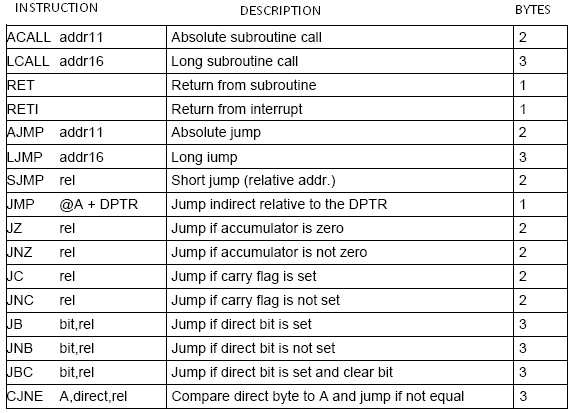 INSTRUCTION DESCRIPTION BYTES
ACALL addr11 Absolute subroutine call 2
LCALL addr16 Long subroutine call 3
RET Return from subroutine 1
RETI Return from interrupt 1
AJMP addr11 Absolute jump 2
LJMP addr16 Long iump 3
SJMP rel Short jump (relative addr.) 2
JMP @A + DPTR Jump indirect relative to the DPTR 1
JZ rel Jump if accumulator is zero 2
JNZ rel Jump if accumulator is not zero 2
JC rel Jump if carry flag is set 2
JNC rel Jump if carry flag is not set 2
JB bit,rel Jump if direct bit is set 3
JNB bit,rel Jump if direct bit is not set 3
JBC bit,rel Jump if direct bit is set and clear bit 3
CJNE A,direct,rel Compare direct byte to A and jump if not equal 3